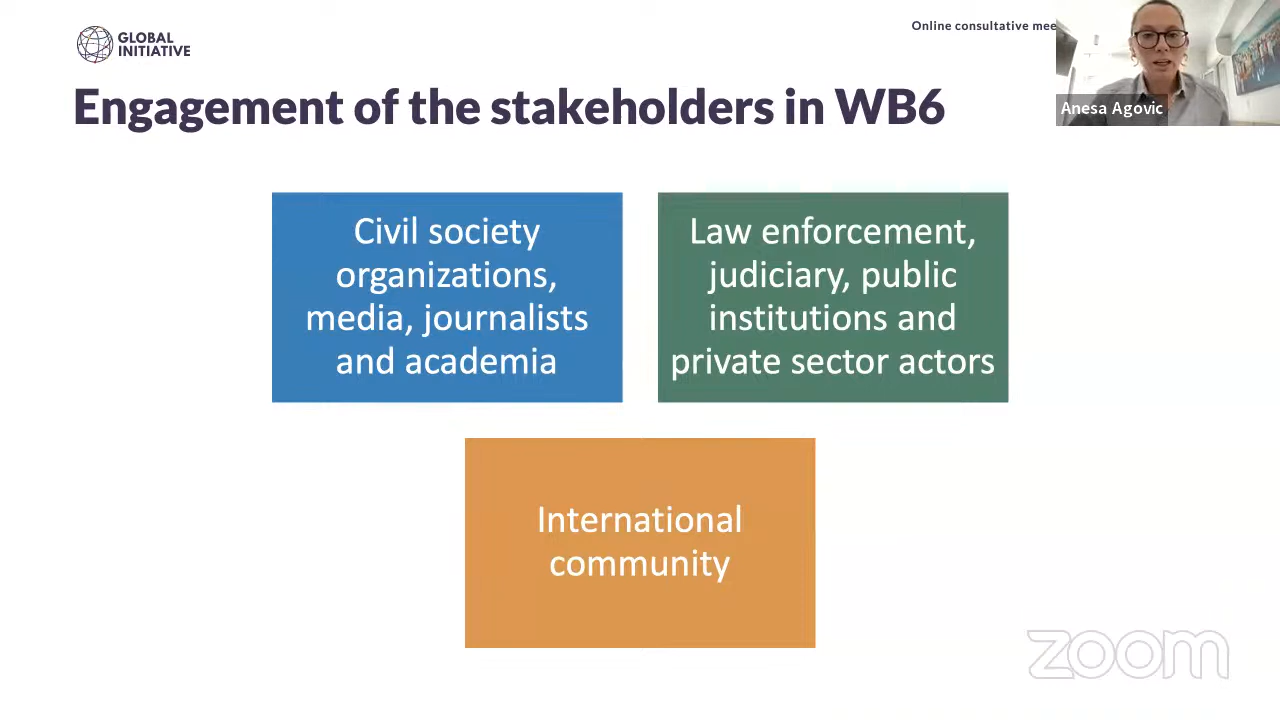 GLOBAL
INITIATIVE
Online consultative mee
Anesa Agovic
Engagement of the stakeholders in WB6
Civil society
organizations,
media, journalists
and academia
Law enforcement,
judiciary, public
institutions and
private sector actors
International
community
zoom